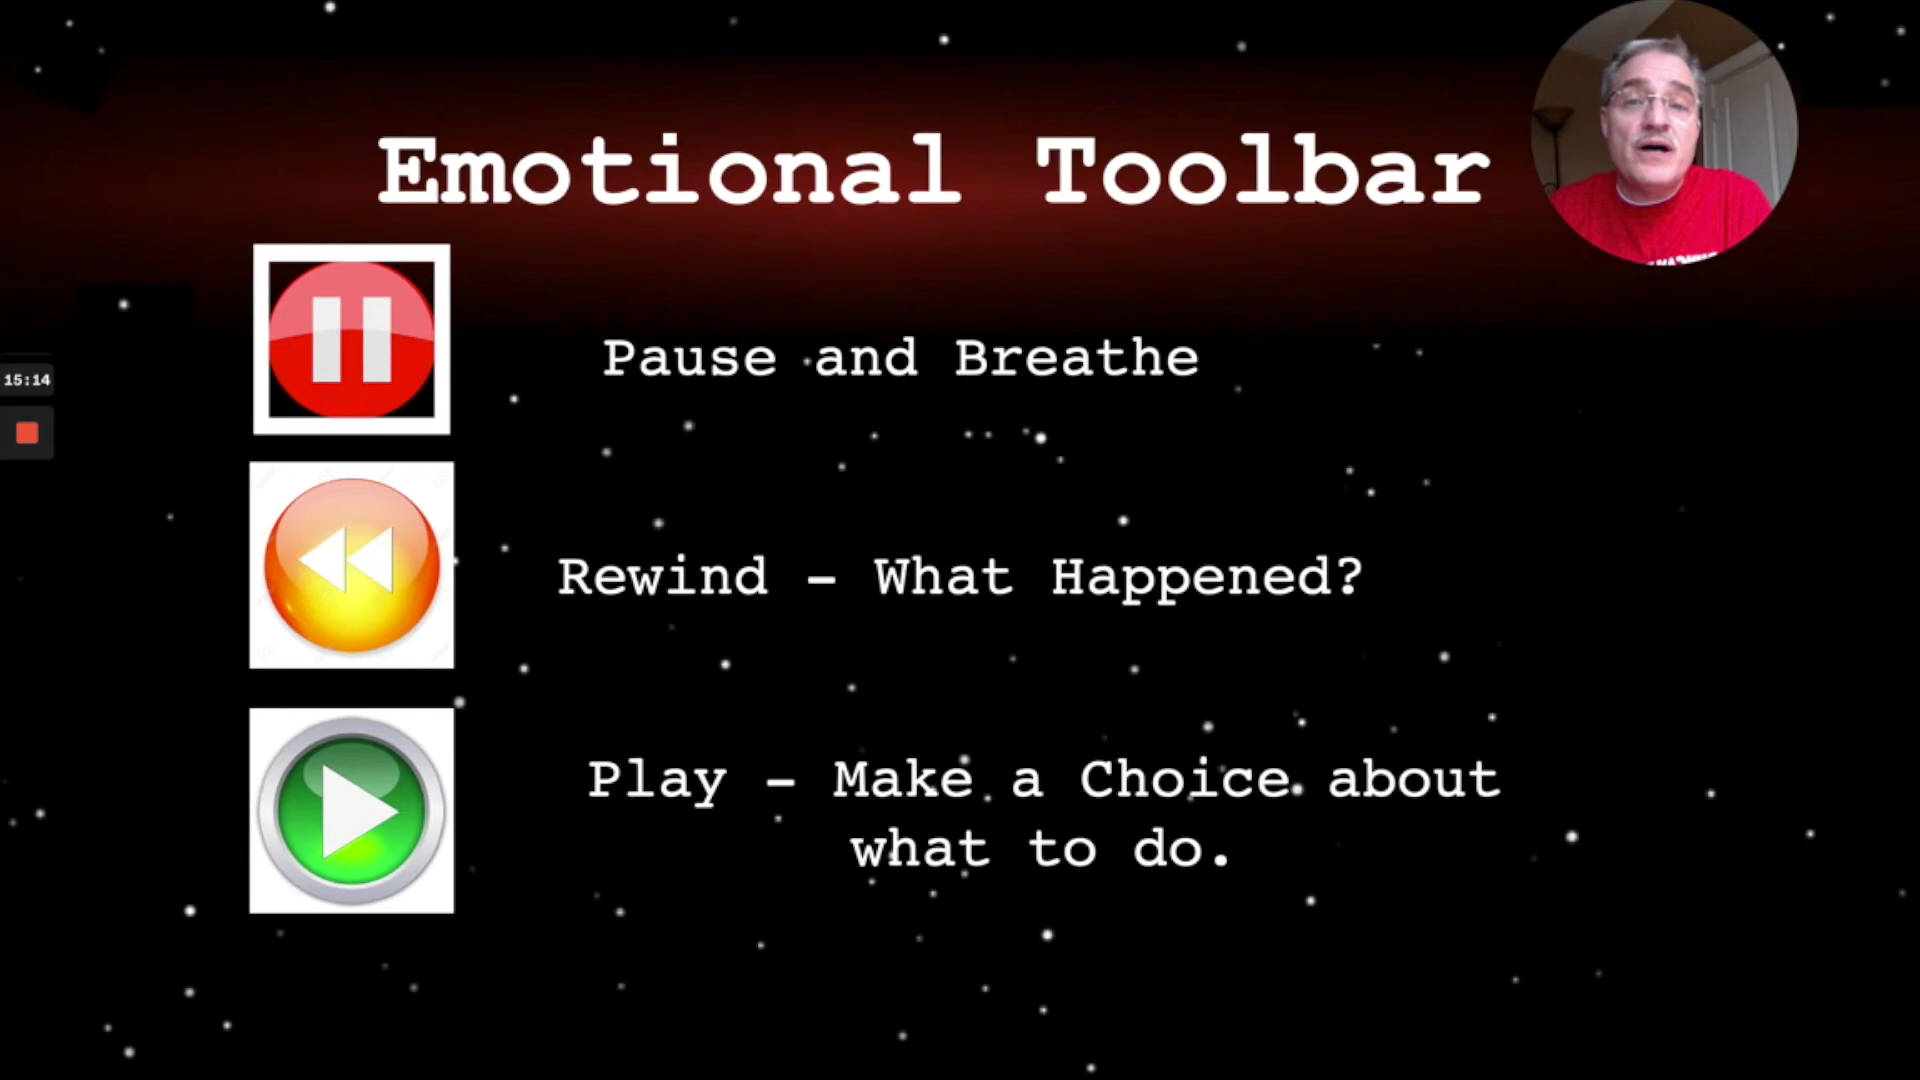 Emotional Toolbar
Pause and Breathe
15:14
Rewind - What Happened?
Play - Make a Choice about
what to do.